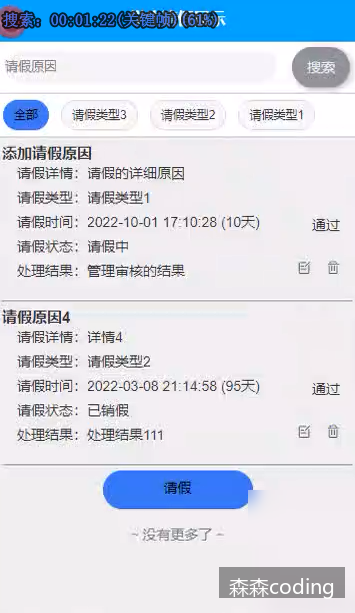 搜索: 00:01:22(关键帧)(61%)
请假原因
搜索
全部
请假类型3
请假类型2
请假类型1
添加请假原因
请假详情: 请假的详细原因
请假类型: 请假类型1
请假时间: 2022-10-01 17:10:28 (10天)
通过
请假状态: 请假中
处理结果: 管理审核的结果
请假原因4
请假详情: 详情4
请假类型: 请假类型2
请假时间: 2022-03-08 21:14:58 (95天)
通过
请假状态: 已销假
处理结果: 处理结果111
请假
~ 没有更多了 ~
森森coding